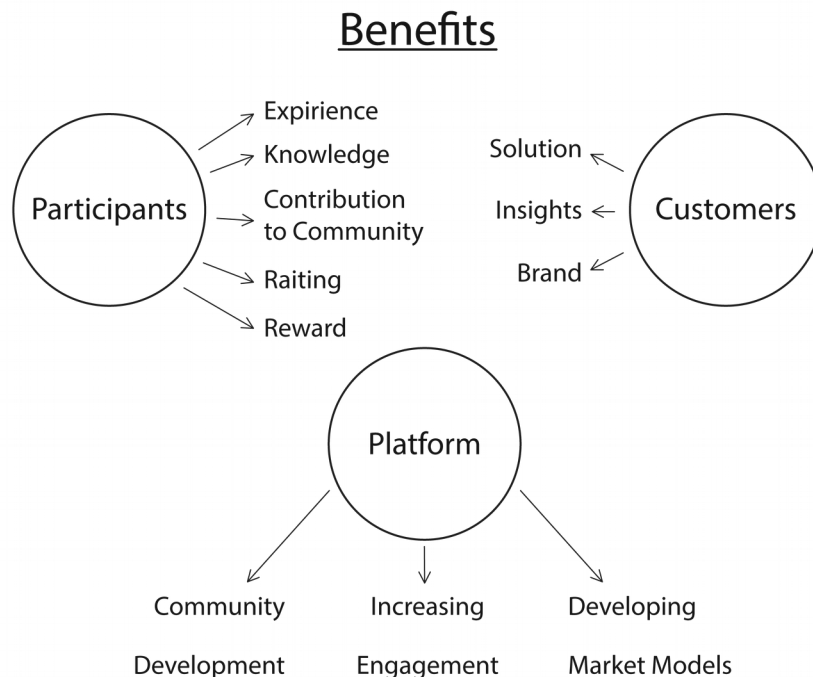 Benefits
Participants
Expirience
Knowledge
Contribution
to Community
Raiting
Reward
Customers
Solution
Insights
Brand
Platform
Community
Development
Increasing
Engagement
Developing
Market Models